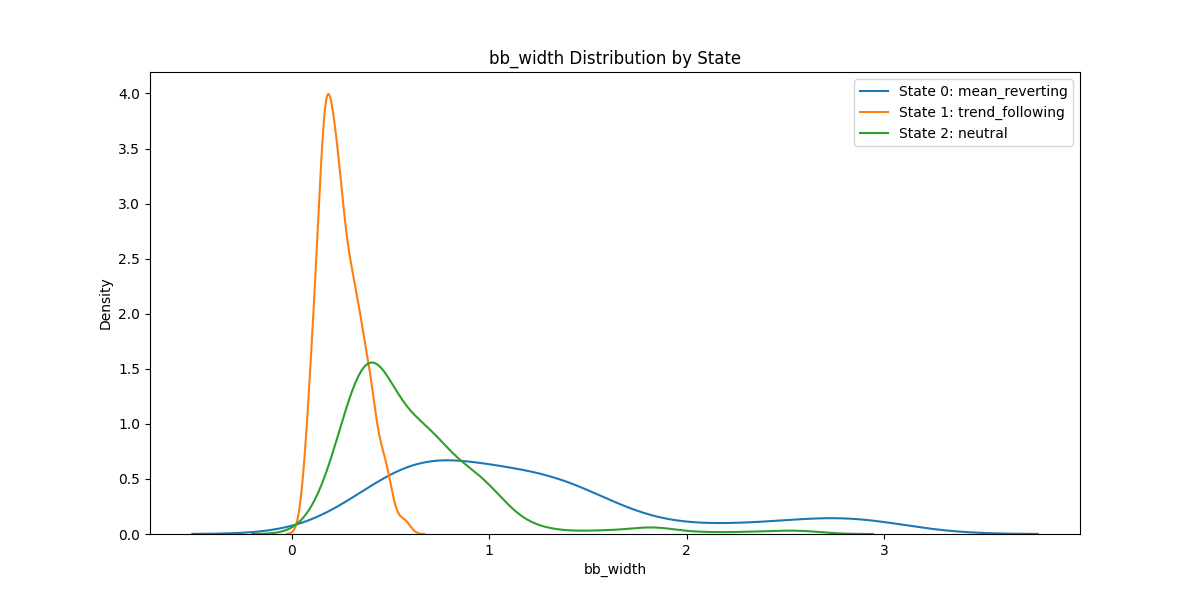 bb_width Distribution by State
State 0: mean_reverting
State 1: trend_following
State 2: neutral
Density
4.0
3.5
3.0
2.5
2.0
1.5
1.0
0.5
0.0
0 1 2 3
bb_width